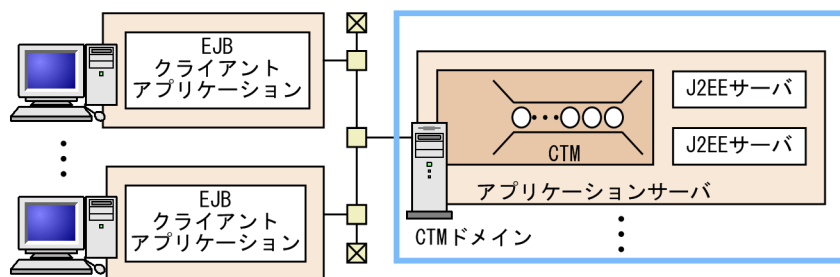 EJB
クライアント
アプリケーション
EJB
クライアント
アプリケーション
J2EEサーバ
J2EEサーバ
CTM
アプリケーションサーバ
CTMドメイン